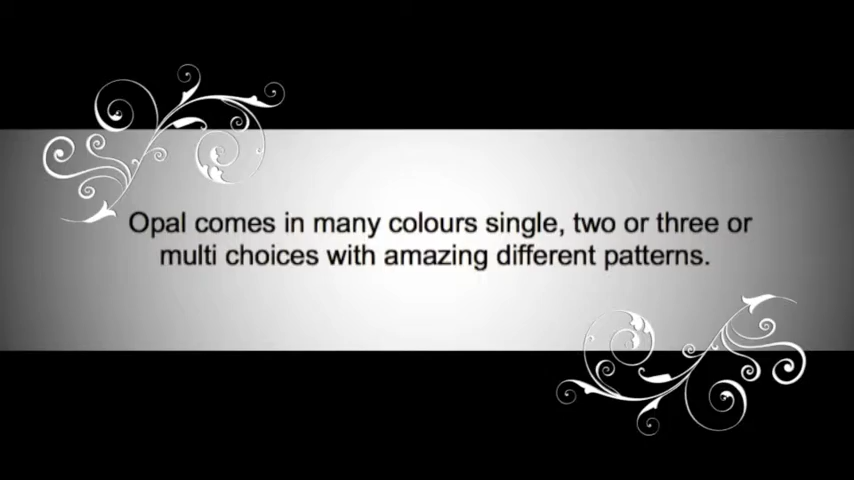 Opal comes in many colours single, two or three or
multi choices with amazing different patterns.